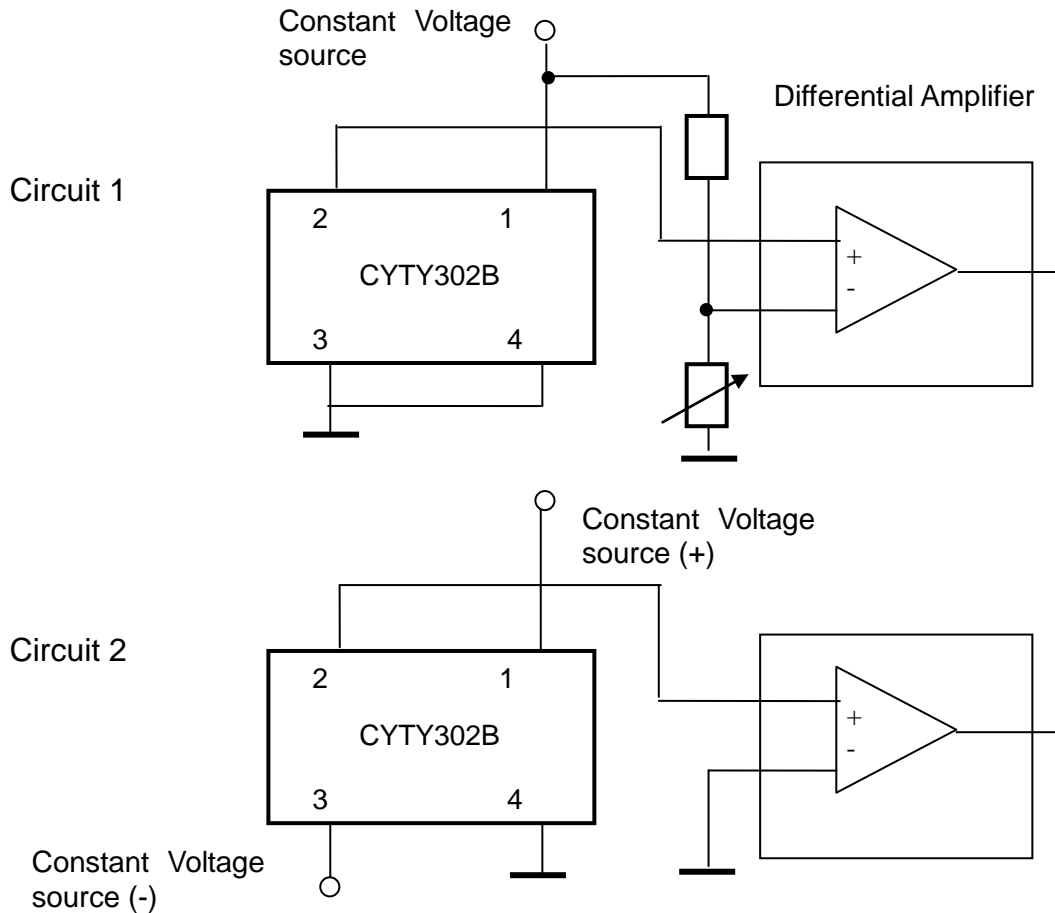 Constant Voltage
source
Differential Amplifier
Circuit 1
2 1
CYTY302B
+
-
3 4
Constant Voltage
source (+)
Circuit 2
2 1
CYTY302B
+
-
3 4
Constant Voltage
source (-)